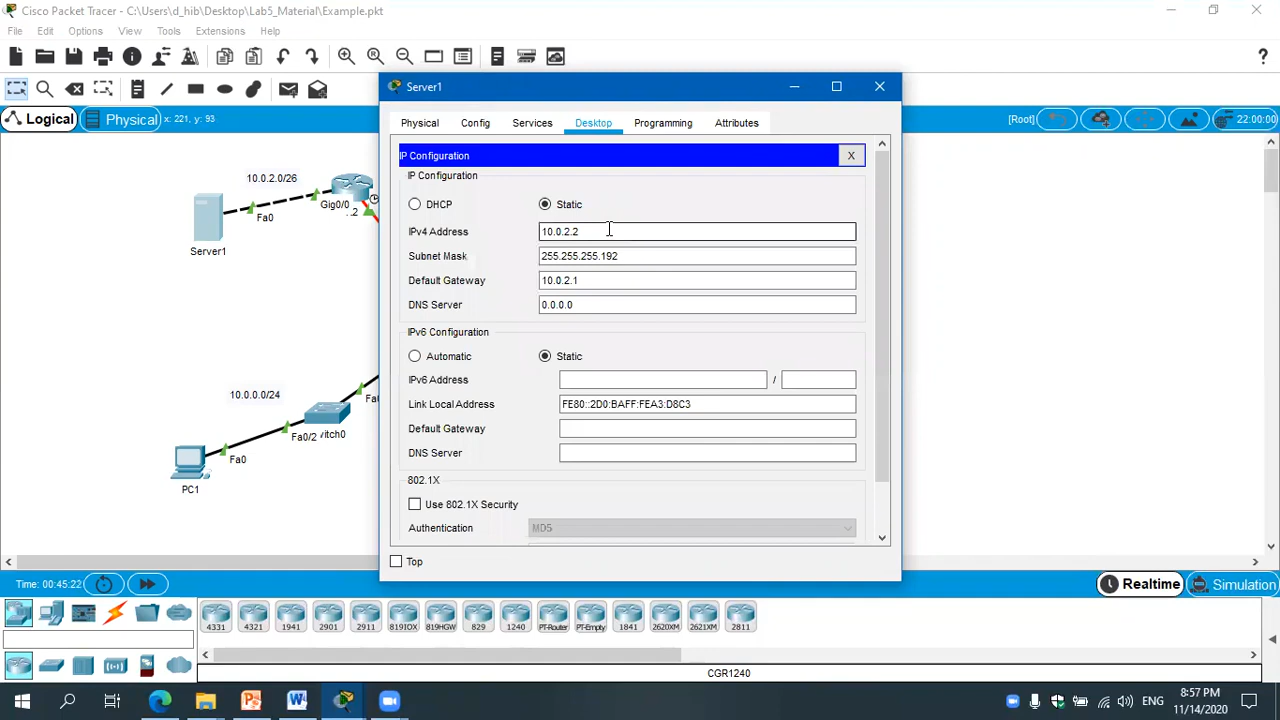 Cisco Packet Tracer - C:\Users\d_hib\Desktop\Lab5_Material\Example.pkt
File Edit Options View Tools Extensions Help
Logical Physical x: 221, y: 93 [Root] 22:00:00
Server1
Physical Config Services Desktop Programming Attributes
IP Configuration X
IP Configuration
DHCP Static
IPv4 Address 10.0.2.2
Subnet Mask 255.255.255.192
Default Gateway 10.0.2.1
DNS Server 0.0.0.0
IPv6 Configuration
Automatic Static
IPv6 Address /
Link Local Address FE80::2D0:BAFF:FEA3:D8C3
Default Gateway
DNS Server
802.1X
Use 802.1X Security
Authentication MD5
Top
10.0.2.0/26
Gig0/0 ..2
Fa0
Server1
10.0.0.0/24
Fa0
Fa0/2 witch0
Fa0
PC1
Time: 00:45:22 Realtime Simulation
4331 4321 1941 2901 2911 819IOX 819HGW 829 1240 PT-Router PT-Empty 1841 2620XM 2621XM 2811
CGR1240
ENG 8:57 PM
11/14/2020